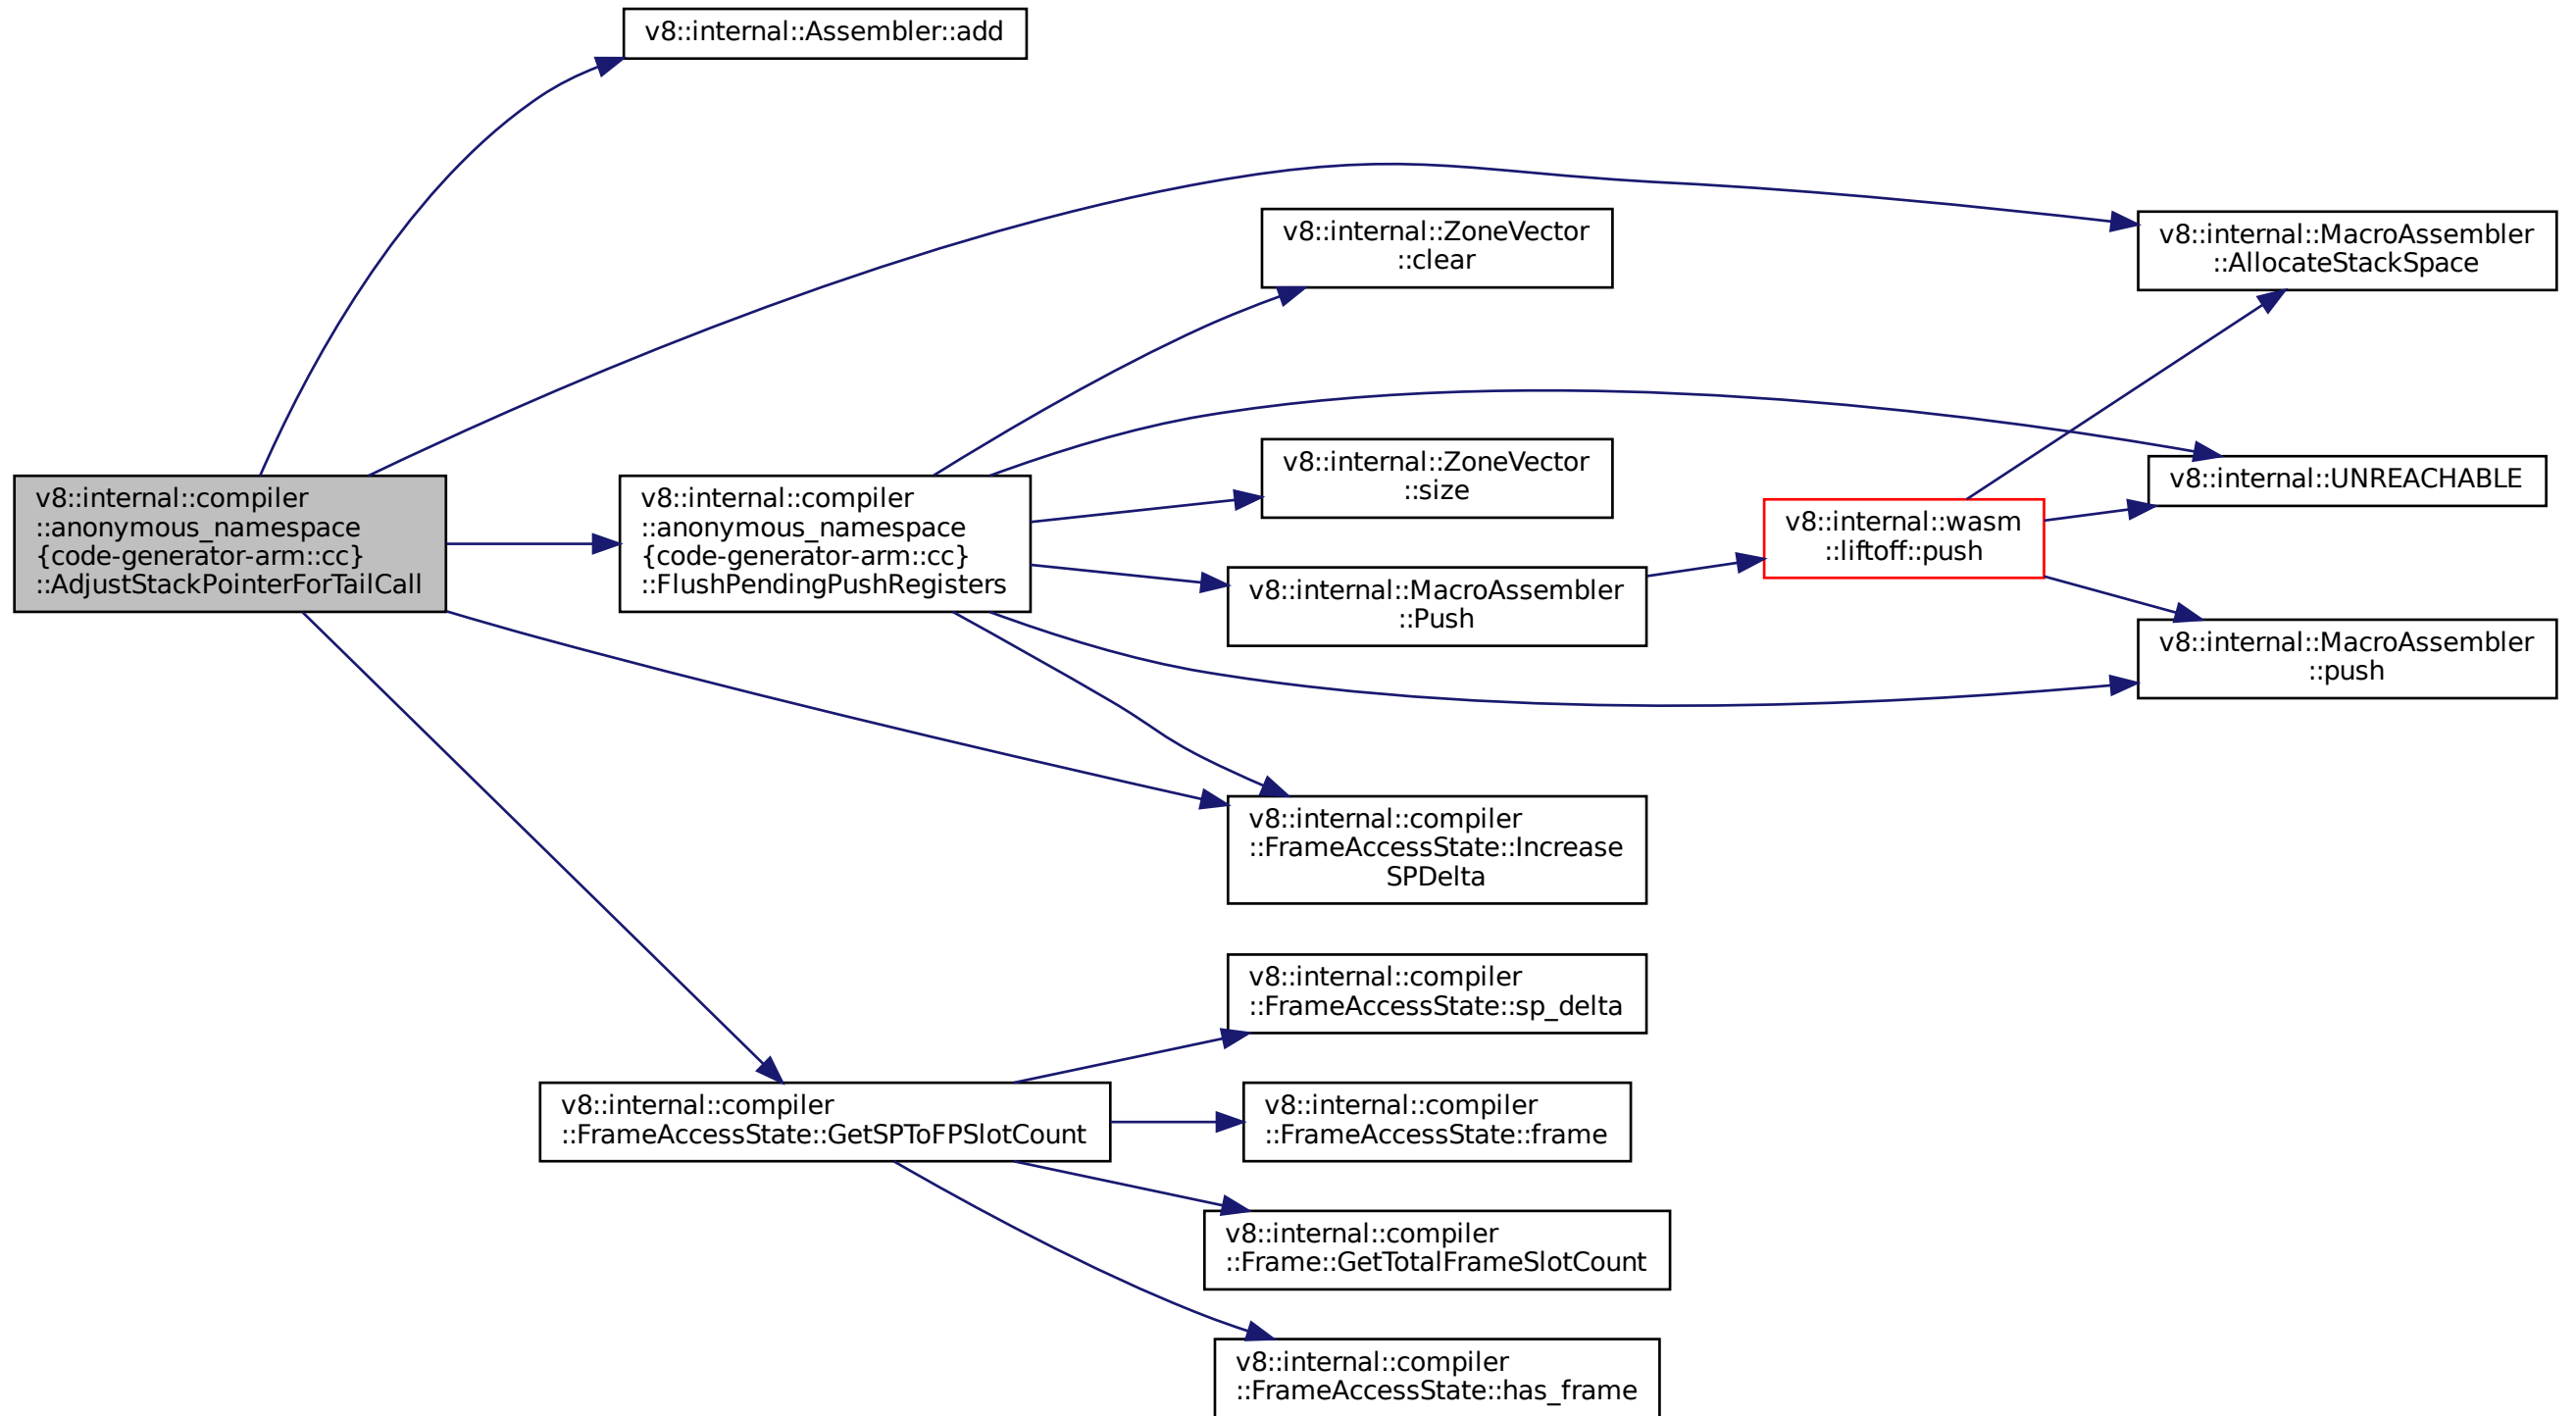 v8::internal::Assembler::add
v8::internal::MacroAssembler
::AllocateStackSpace
v8::internal::ZoneVector
::clear
v8::internal::ZoneVector
::size
v8::internal::UNREACHABLE
v8::internal::compiler
::anonymous_namespace
{code-generator-arm::cc}
::AdjustStackPointerForTailCall
v8::internal::compiler
::anonymous_namespace
{code-generator-arm::cc}
::FlushPendingPushRegisters
v8::internal::wasm
::liftoff::push
v8::internal::MacroAssembler
::Push
v8::internal::MacroAssembler
::push
v8::internal::compiler
::FrameAccessState::Increase
SPDelta
v8::internal::compiler
::FrameAccessState::sp_delta
v8::internal::compiler
::FrameAccessState::GetSPToFPSlotCount
v8::internal::compiler
::FrameAccessState::frame
v8::internal::compiler
::Frame::GetTotalFrameSlotCount
v8::internal::compiler
::FrameAccessState::has_frame